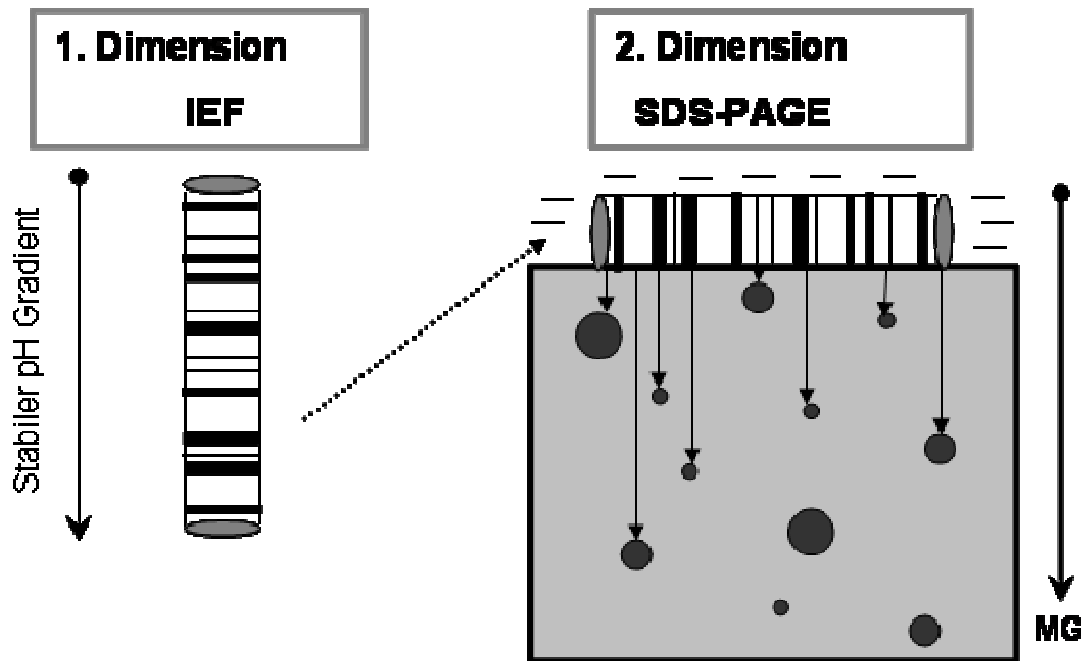 1. Dimension
IEF
2. Dimension
SDS-PAGE
Stabiler pH Gradient
MG